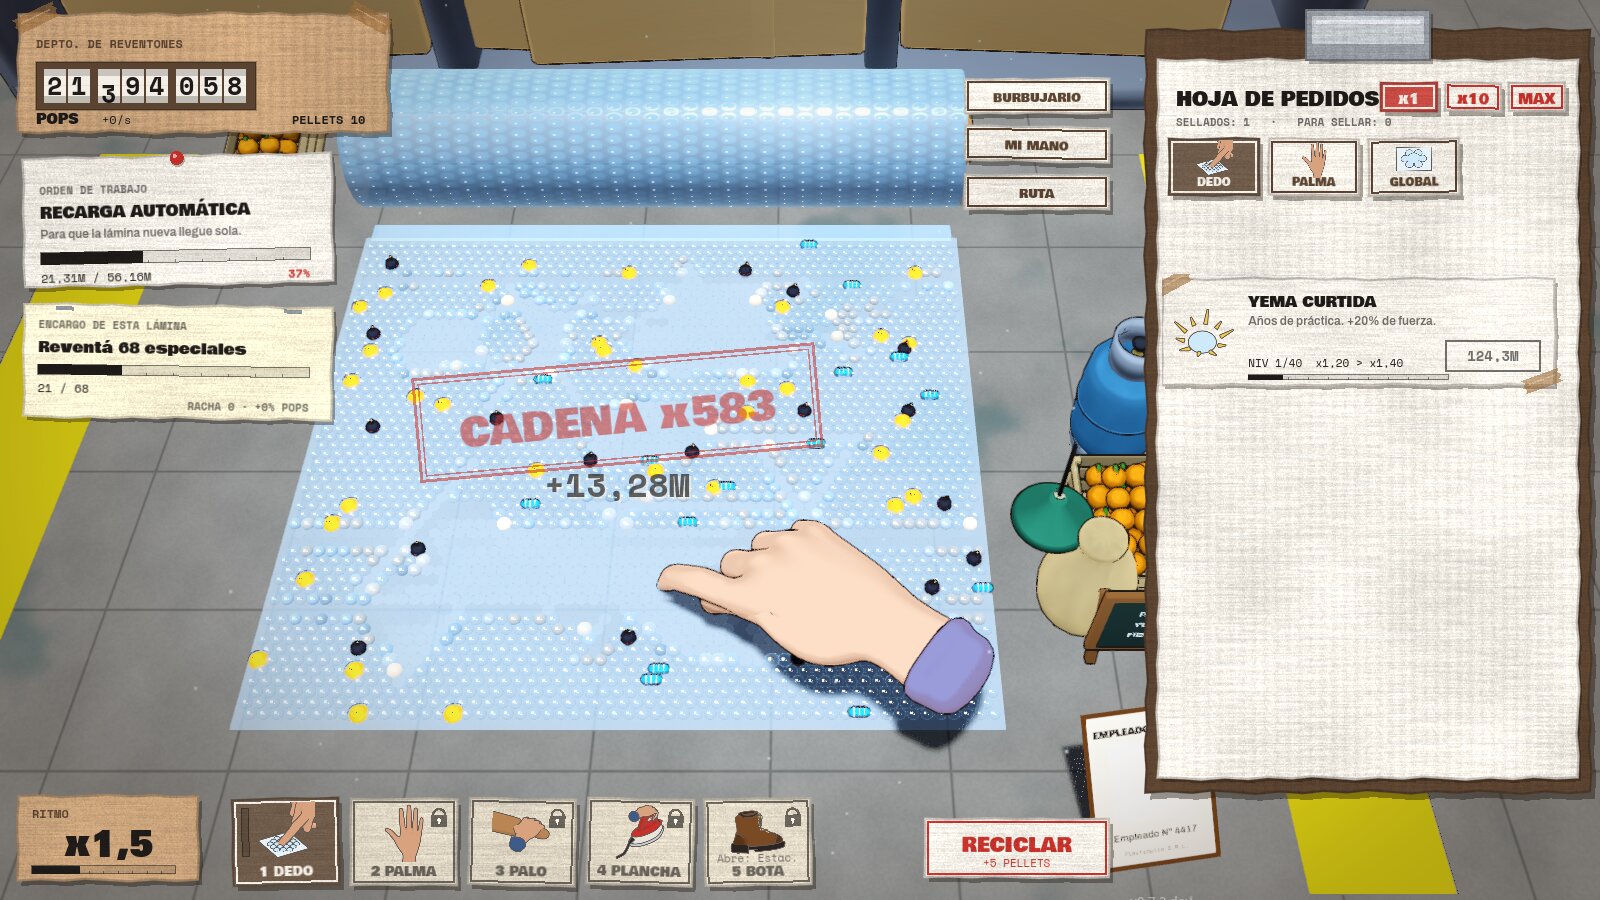 DEPTO. DE REVENTONES
21 394 058
POPS +0/s PELLETS 10
ORDEN DE TRABAJO
RECARGA AUTOMÁTICA
Para que la lámina nueva llegue sola.
21,31M / 56,16M 37%
ENCARGO DE ESTA LÁMINA
Reventá 68 especiales
21 / 68
RACHA 0 · +0% POPS
BURBUJARIO
MI MANO
RUTA
CADENA x583
+13,28M
HOJA DE PEDIDOS
x1
x10
MAX
SELLADOS: 1 · PARA SELLAR: 0
DEDO
PALMA
GLOBAL
YEMA CURTIDA
Años de práctica. +20% de fuerza.
NIV 1/40 x1,20 > x1,40
124,3M
RITMO
x1,5
1 DEDO
2 PALMA
3 PALO
4 PLANCHA
Abre: Estac.
5 BOTA
RECICLAR
+5 PELLETS
EMPLEADO
Empleado N° 4417